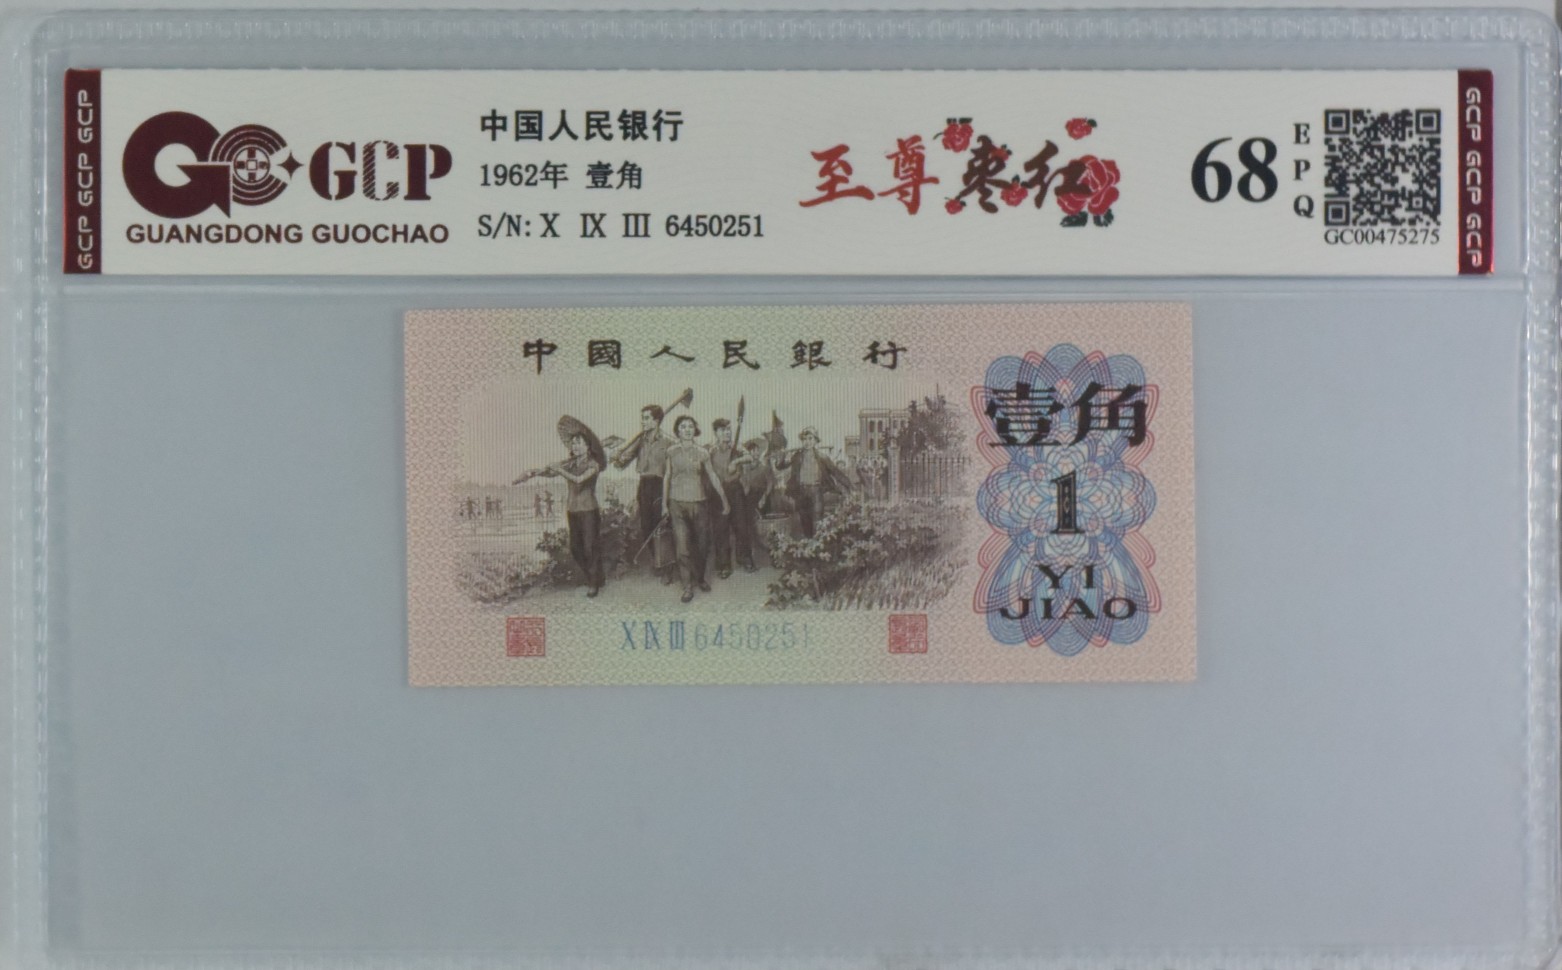 GCP GCP GCP
GCP
GUANGDONG GUOCHAO
中国人民银行
1962年 壹角
S/N: X IX III 6450251
至尊枣红
68
EPQ
GC00475275
GCP GCP GCP
中國人民銀行
壹角
1
YI
JIAO
X IX III 6450251